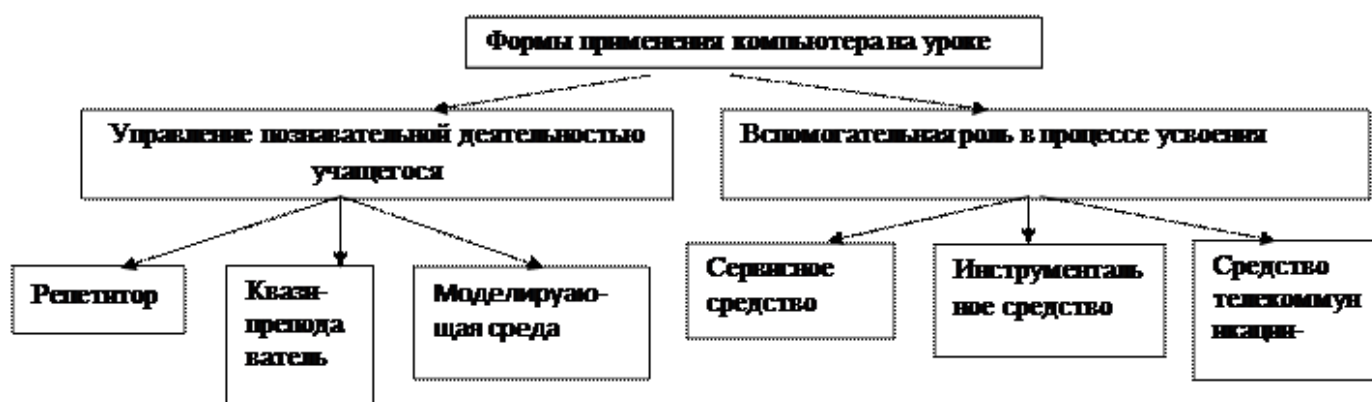 Формы применения компьютера на уроке
Управление познавательной деятельностью
учащегося
Вспомогательная роль в процессе усвоения
Репетитор
Квази-
препода
ватель
Моделируаю-
щая среда
Сервисное
средство
Инструменталь
ное средство
Средство
телекоммун
икации-